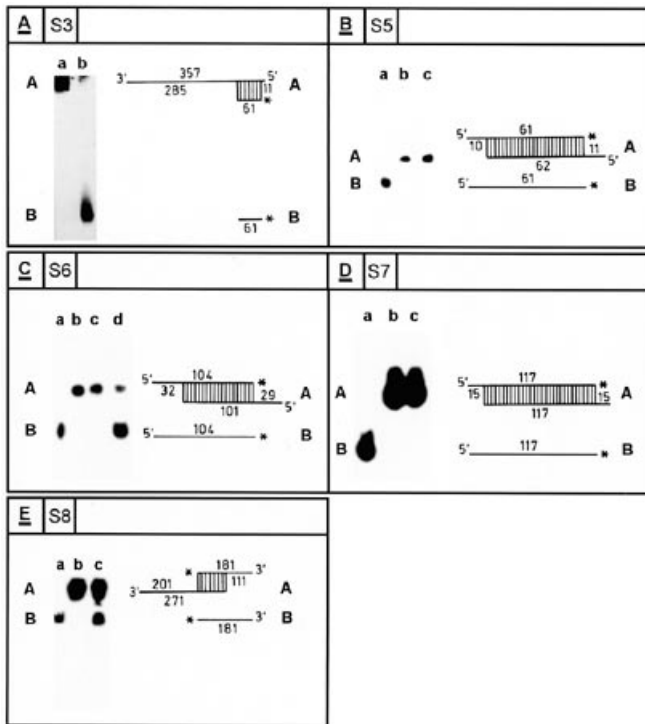 A S3
a b
A
3' 357 5' A
285 11
61 *
B
* B
61
B S5
a b c
5' 61 *
A 10 11 A
62 5'
B 5' 61 * B
C S6
a b c d
5' 104 *
A 32 29 A
101 5'
B 5' 104 * B
D S7
a b c
A 5' 117 *
15 15 A
117
B 5' 117 * B
E S8
a b c
A * 181 3' A
201 111
3' 271
B * 3' B
181